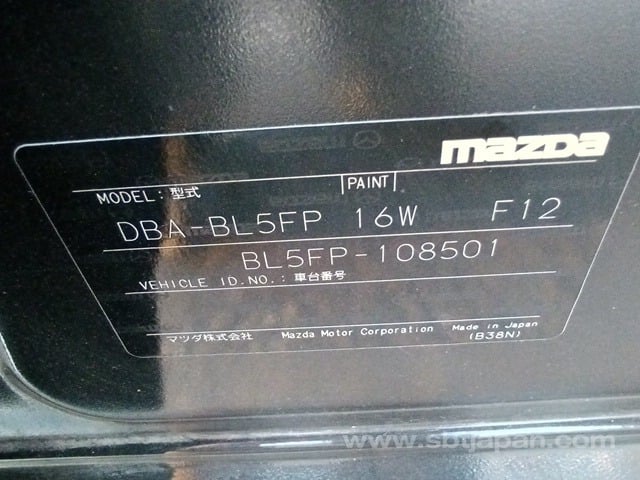 mazda
MODEL: 型式 PAINT
DBA-BL5FP 16W F12
BL5FP-108501
VEHICLE ID.NO.: 車台番号
マツダ株式会社 Mazda Motor Corporation Made in Japan
(B38N)
www.sbtjapan.com